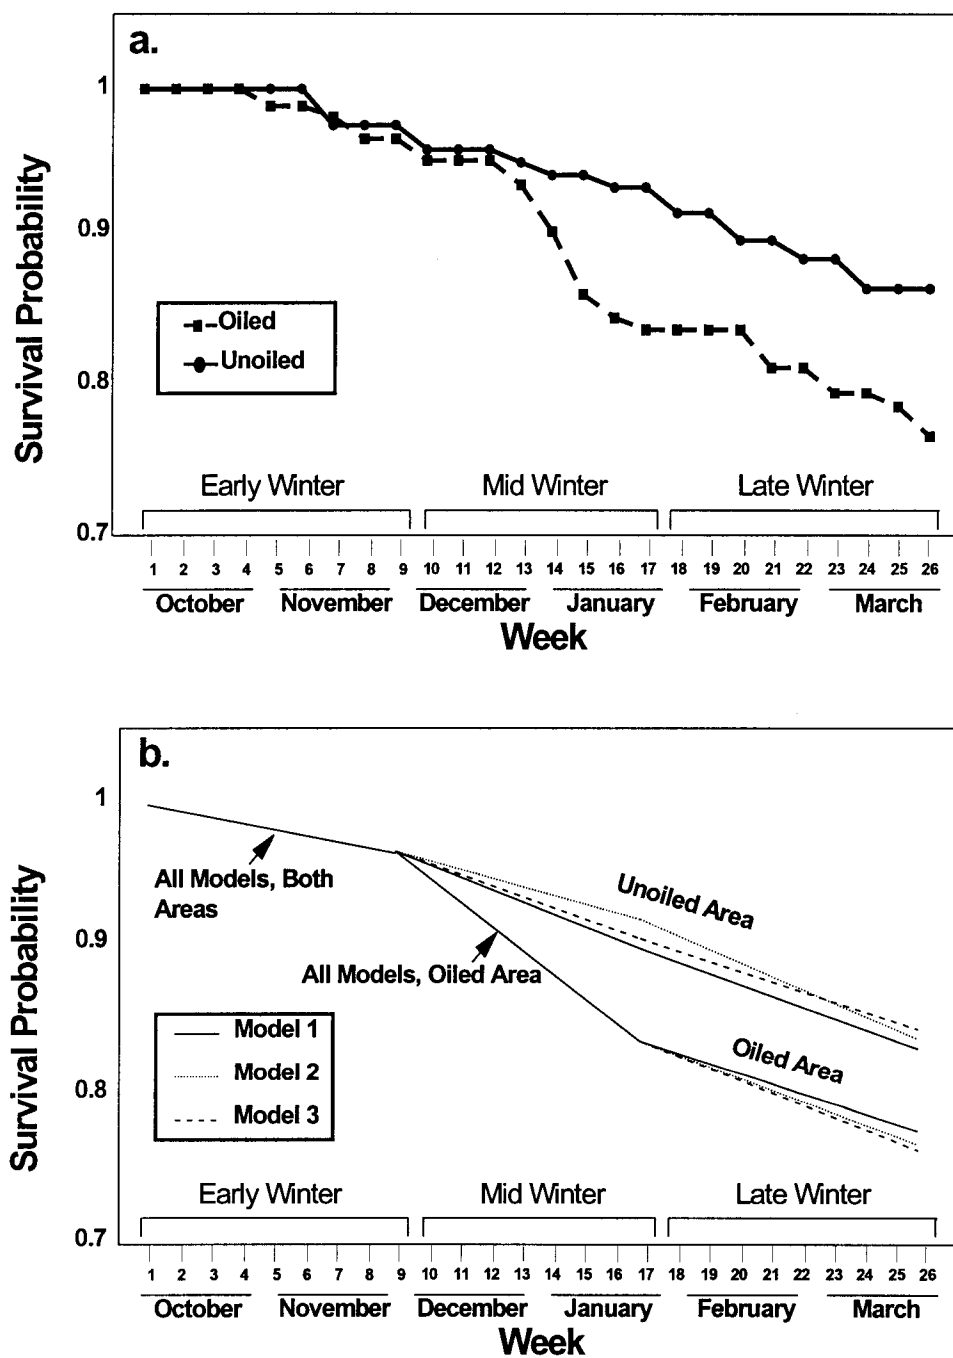 a.
1
0.9
0.8
0.7
Survival Probability
Oiled
Unoiled
Early Winter Mid Winter Late Winter
1 2 3 4 5 6 7 8 9 10 11 12 13 14 15 16 17 18 19 20 21 22 23 24 25 26
October November December January February March
Week
b.
1
0.9
0.8
0.7
Survival Probability
All Models, Both
Areas
Unoiled Area
All Models, Oiled Area
Oiled Area
Model 1
Model 2
Model 3
Early Winter Mid Winter Late Winter
1 2 3 4 5 6 7 8 9 10 11 12 13 14 15 16 17 18 19 20 21 22 23 24 25 26
October November December January February March
Week